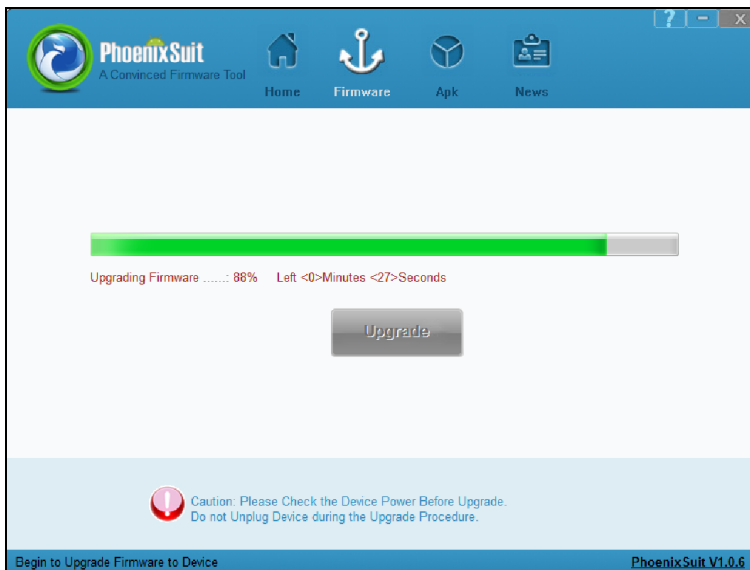 ? − X
PhoenixSuit
A Convinced Firmware Tool
Home Firmware Apk News
Upgrading Firmware ......: 88% Left <0>Minutes <27>Seconds
Upgrade
Caution: Please Check the Device Power Before Upgrade.
Do not Unplug Device during the Upgrade Procedure.
Begin to Upgrade Firmware to Device PhoenixSuit V1.0.6